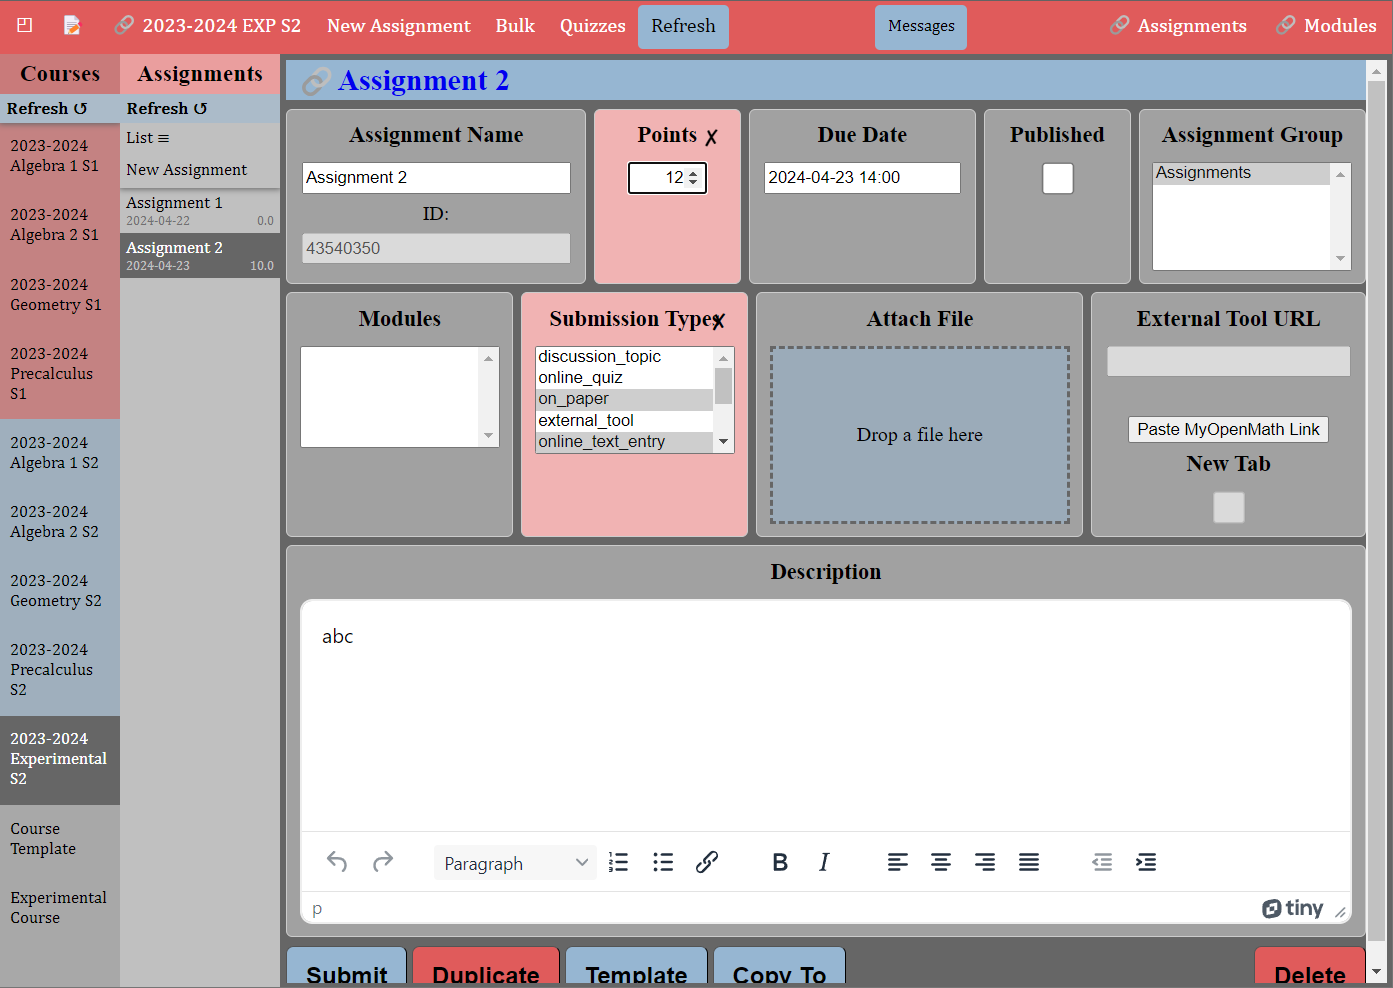 2023-2024 EXP S2 New Assignment Bulk Quizzes Refresh Messages Assignments Modules
Courses
Refresh ↺
2023-2024
Algebra 1 S1
2023-2024
Algebra 2 S1
2023-2024
Geometry S1
2023-2024
Precalculus
S1
2023-2024
Algebra 1 S2
2023-2024
Algebra 2 S2
2023-2024
Geometry S2
2023-2024
Precalculus
S2
2023-2024
Experimental
S2
Course
Template
Experimental
Course
Assignments
Refresh ↺
List ≡
New Assignment
Assignment 1
2024-04-22 0.0
Assignment 2
2024-04-23 10.0
Assignment 2
Assignment Name
Assignment 2
ID:
43540350
Points ✗
12
Due Date
2024-04-23 14:00
Published
Assignment Group
Assignments
Modules
Submission Types ✗
discussion_topic
online_quiz
on_paper
external_tool
online_text_entry
Attach File
Drop a file here
External Tool URL
Paste MyOpenMath Link
New Tab
Description
abc
Paragraph B I
p tiny
Submit Duplicate Template Copy To Delete